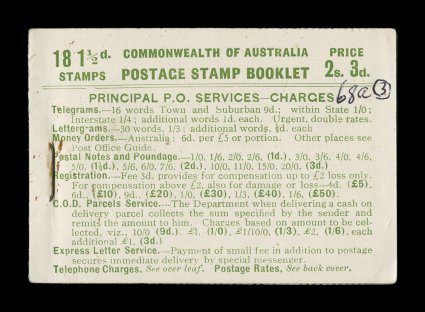 18 1½d. COMMONWEALTH OF AUSTRALIA PRICE
STAMPS POSTAGE STAMP BOOKLET 2s. 3d.
PRINCIPAL P.O. SERVICES—CHARGES 68a 3
Telegrams.—16 words Town and Suburban 9d.; within State 1/0;
Interstate 1/4; additional words 1d. each. Urgent, double rates.
Letterg-ams.—30 words, 1/3; additional words, ½d. each
Money Orders.—Australia: 6d. per £5 or portion. Other places see
Post Office Guide.
Postal Notes and Poundage.—1/0, 1/6, 2/0, 2/6 (1d.), 3/0, 3/6, 4/0, 4/6,
5/0, (1½d.), 5/6, 6/0, 7/6, (2d.), 10/0, 11/0, 15/0, 20/0, (3d.)
Registration.—Fee 3d. provides for compensation up to £2 loss only.
For compensation above £2, also for damage or loss—4d. (£5),
6d., (£10), 9d., (£20), 1/0, (£30), 1/3, (£40), 1/6, (£50).
C.O.D. Parcels Service.—The Department when delivering a cash on
delivery parcel collects the sum specified by the sender and
remits the amount to him. Charges based on amount to be col-
lected, viz., 10/0 (9d.), £1, (1/0), £1/10/0, (1/3), £2, (1/6), each
additional £1, (3d.)
Express Letter Service.—Payment of small fee in addition to postage
secures immediate delivery by special messenger.
Telephone Charges. See over leaf. Postage Rates, See back cover.